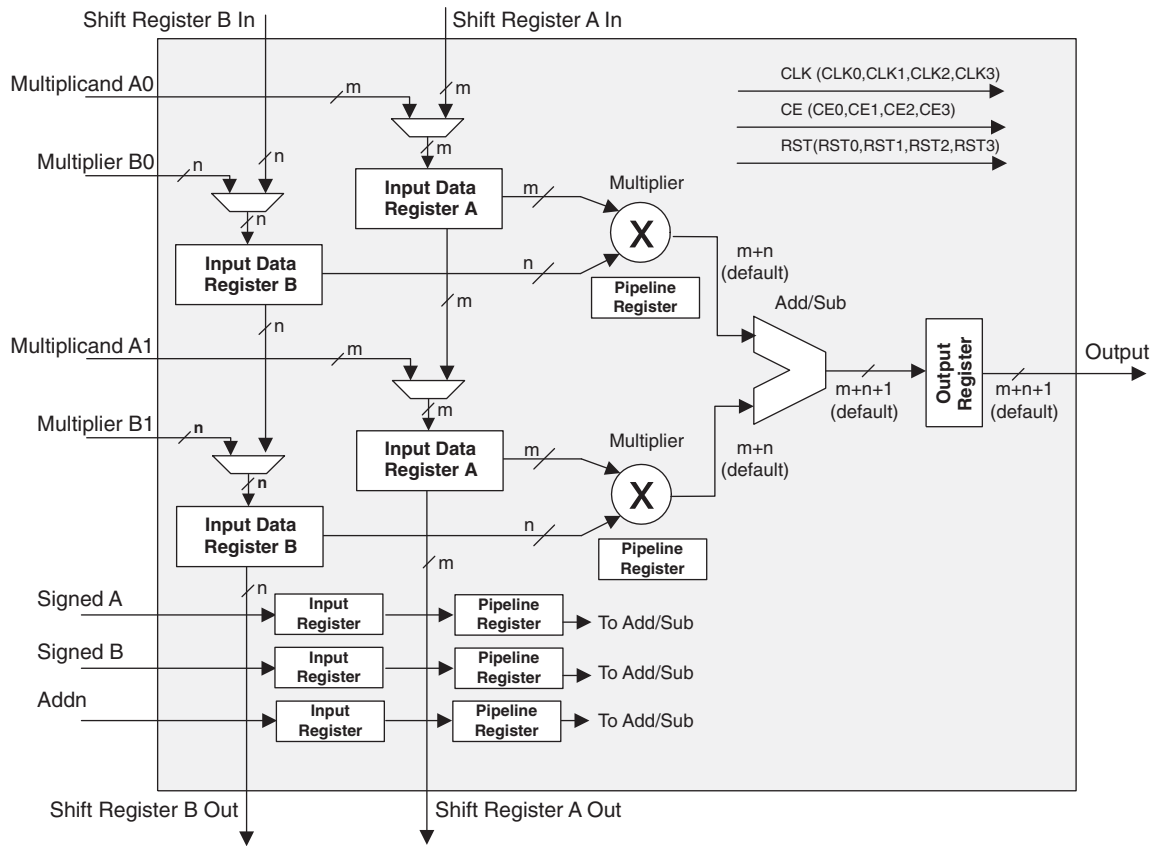 Shift Register B In
Shift Register A In
Multiplicand A0
m
m
CLK (CLK0,CLK1,CLK2,CLK3)
CE (CE0,CE1,CE2,CE3)
RST(RST0,RST1,RST2,RST3)
m
Multiplier B0
n
n
Input Data
Register A
m
Multiplier
X
n
Input Data
Register B
n
m+n
(default)
Pipeline
Register
m
n
Add/Sub
Multiplicand A1
m
Output
Register
Output
m+n+1
(default)
m+n+1
(default)
m
Multiplier B1
n
Input Data
Register A
m
Multiplier
X
m+n
(default)
n
Input Data
Register B
n
Pipeline
Register
m
n
Signed A
Input
Register
Pipeline
Register
To Add/Sub
Signed B
Input
Register
Pipeline
Register
To Add/Sub
Addn
Input
Register
Pipeline
Register
To Add/Sub
Shift Register B Out
Shift Register A Out